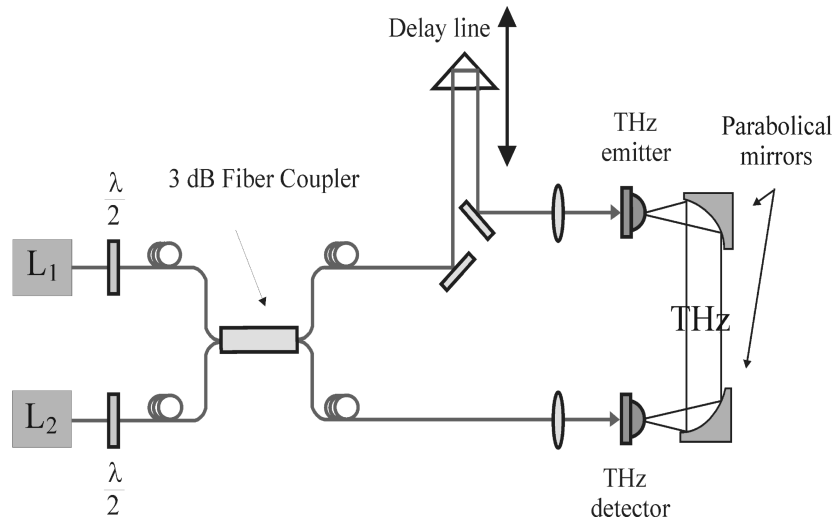 Delay line
THz
emitter
Parabolical
mirrors
3 dB Fiber Coupler
λ
2
L₁
THz
L₂
λ
2
THz
detector